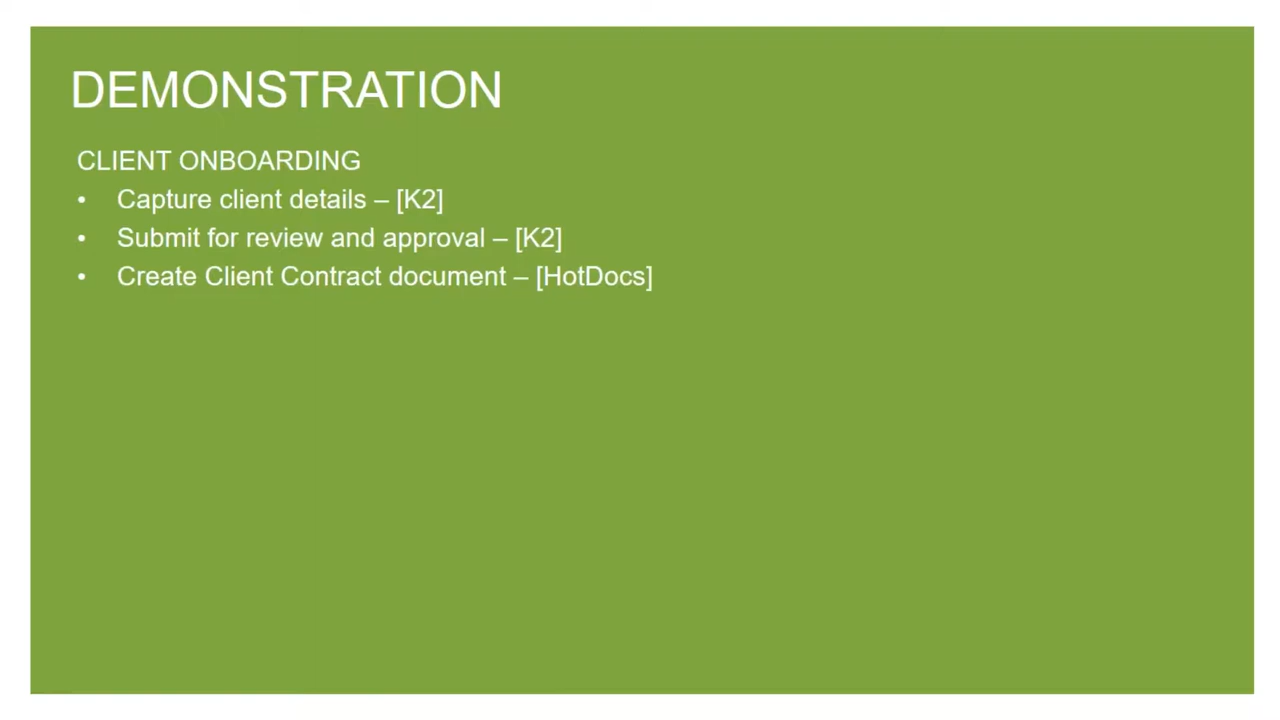 DEMONSTRATION
CLIENT ONBOARDING
• Capture client details – [K2]
• Submit for review and approval – [K2]
• Create Client Contract document – [HotDocs]